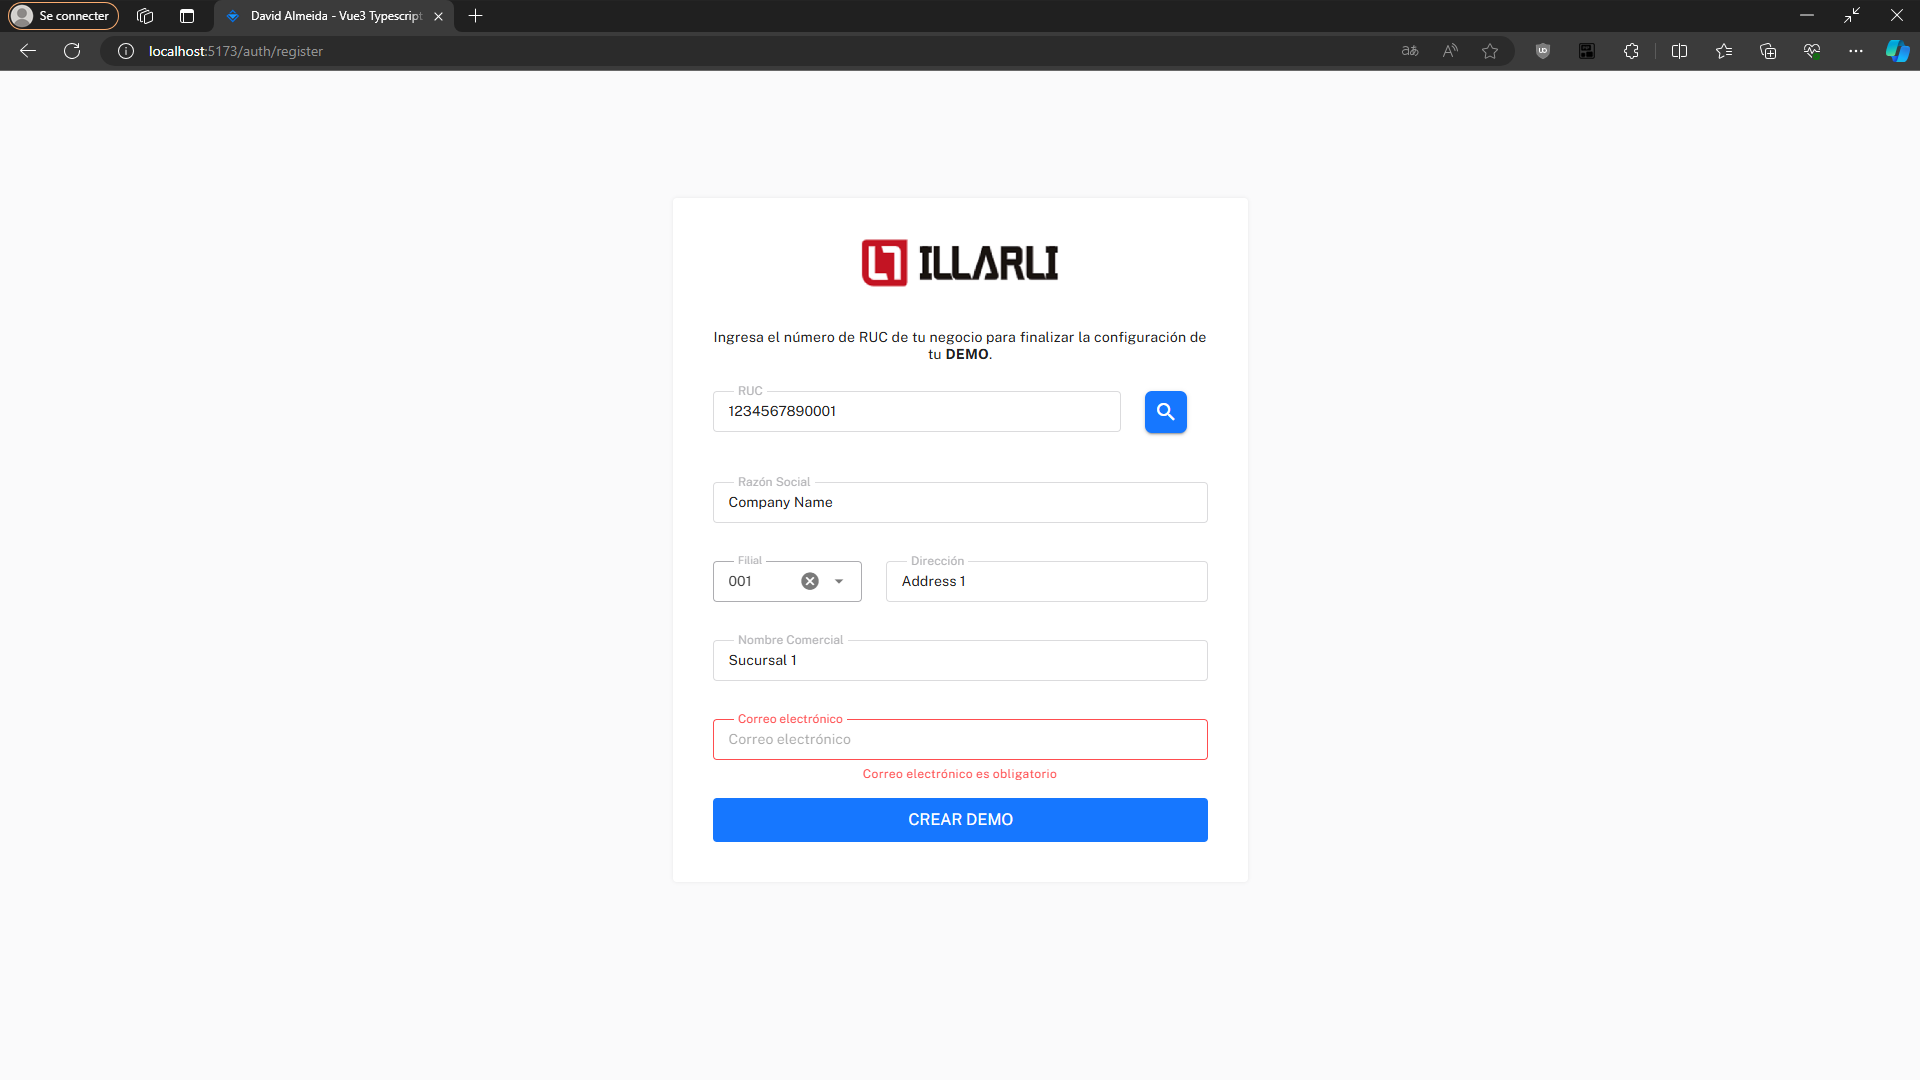 Se connecter
David Almeida - Vue3 Typescript
localhost:5173/auth/register
ILLARLI
Ingresa el número de RUC de tu negocio para finalizar la configuración de
tu DEMO.
RUC
1234567890001
Razón Social
Company Name
Filial
001
Dirección
Address 1
Nombre Comercial
Sucursal 1
Correo electrónico
Correo electrónico
Correo electrónico es obligatorio
CREAR DEMO